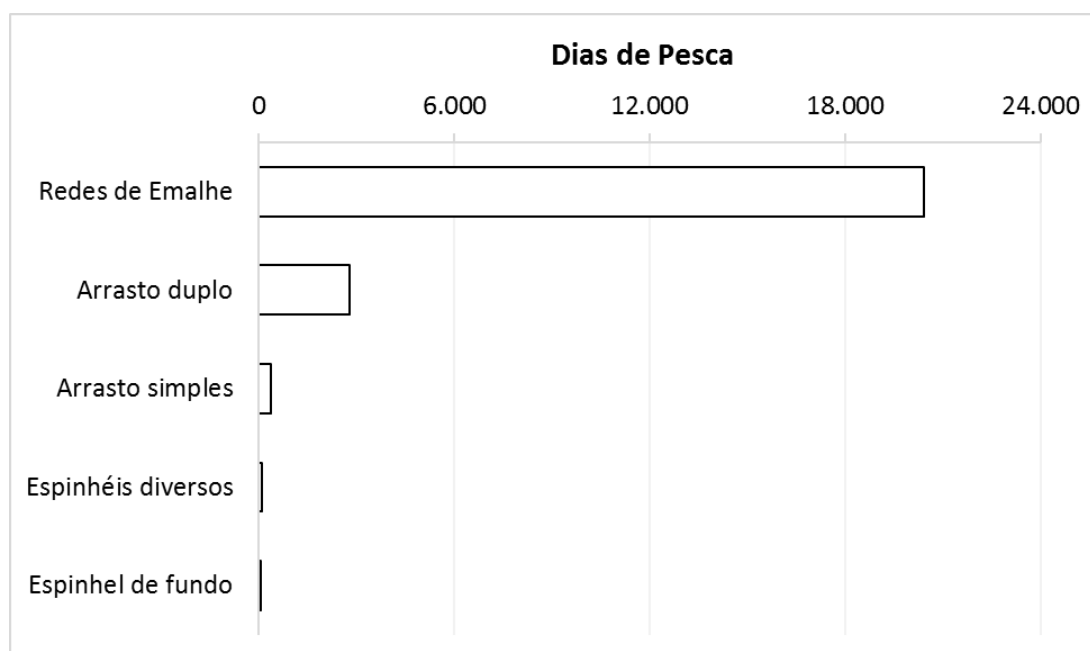 Dias de Pesca
0 6.000 12.000 18.000 24.000
Redes de Emalhe
Arrasto duplo
Arrasto simples
Espinhéis diversos
Espinhel de fundo